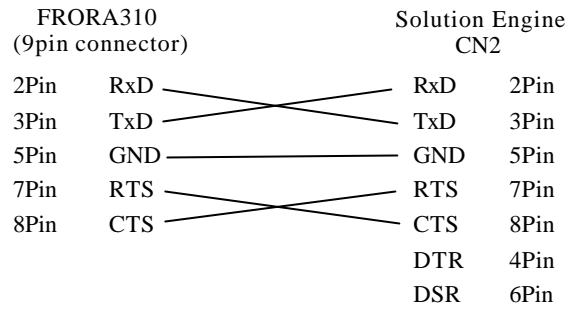 FRORA310 Solution Engine
(9pin connector) CN2
2Pin RxD RxD 2Pin
3Pin TxD TxD 3Pin
5Pin GND GND 5Pin
7Pin RTS RTS 7Pin
8Pin CTS CTS 8Pin
DTR 4Pin
DSR 6Pin